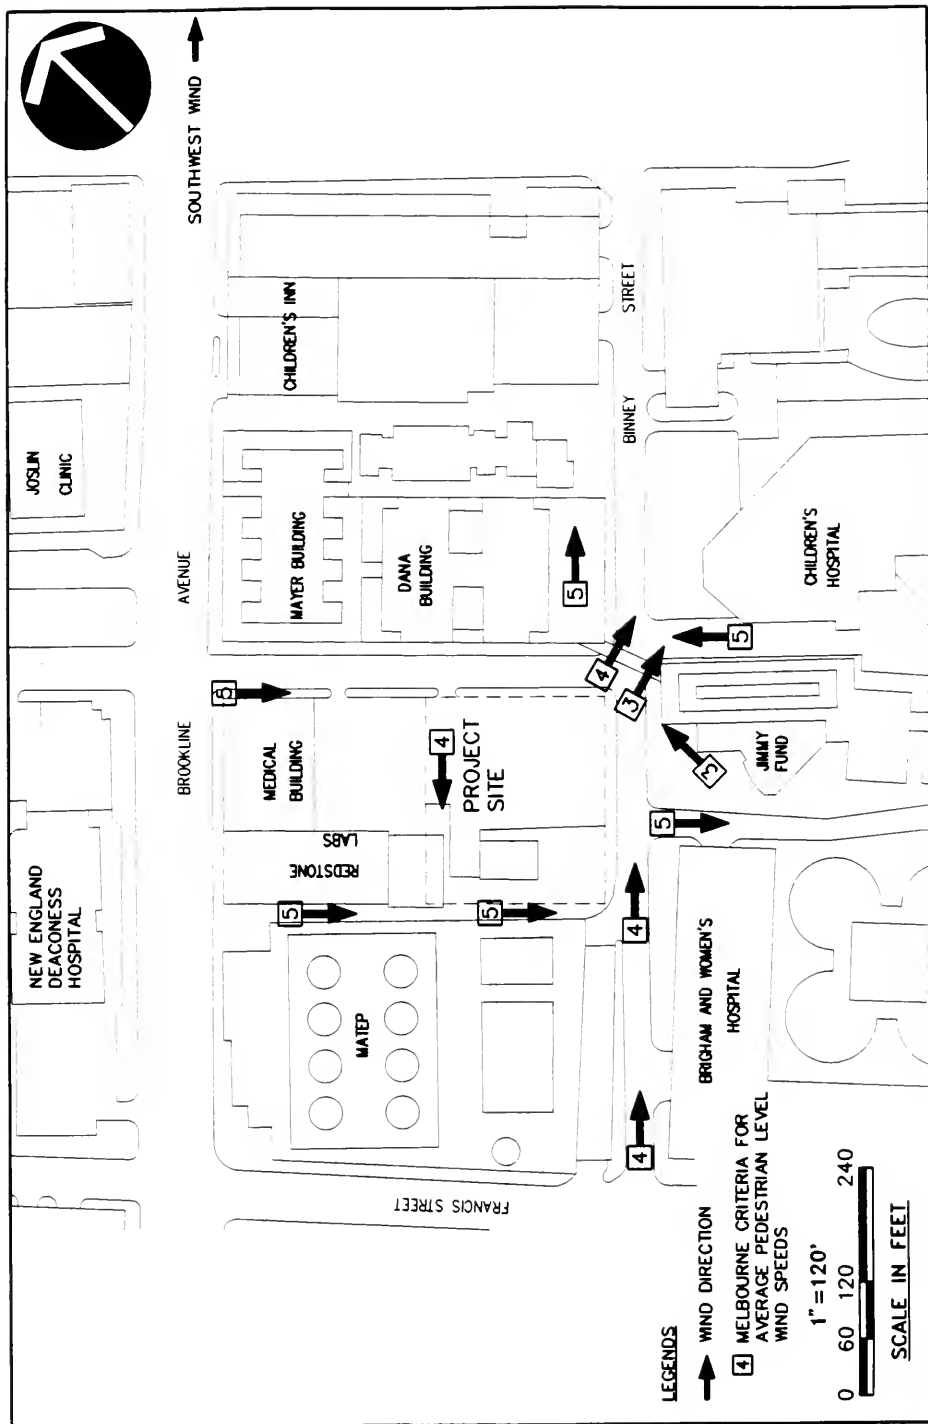 SOUTHWEST WIND
NEW ENGLAND
DEACONESS
HOSPITAL
JOSLIN
CLINIC
BROOKLINE
AVENUE
MEDICAL
BUILDING
MAYER BUILDING
CHILDREN'S INN
REDSTONE
LABS
MATEP
DANA
BUILDING
PROJECT
SITE
FRANCIS STREET
BINNEY
STREET
BRIGHAM AND WOMEN'S
HOSPITAL
JIMMY
FUND
CHILDREN'S
HOSPITAL
5
5
4
5
5
4
3
5
3
5
4
4
LEGENDS
WIND DIRECTION
4
MELBOURNE CRITERIA FOR
AVERAGE PEDESTRIAN LEVEL
WIND SPEEDS
1"=120'
0 60 120 240
SCALE IN FEET